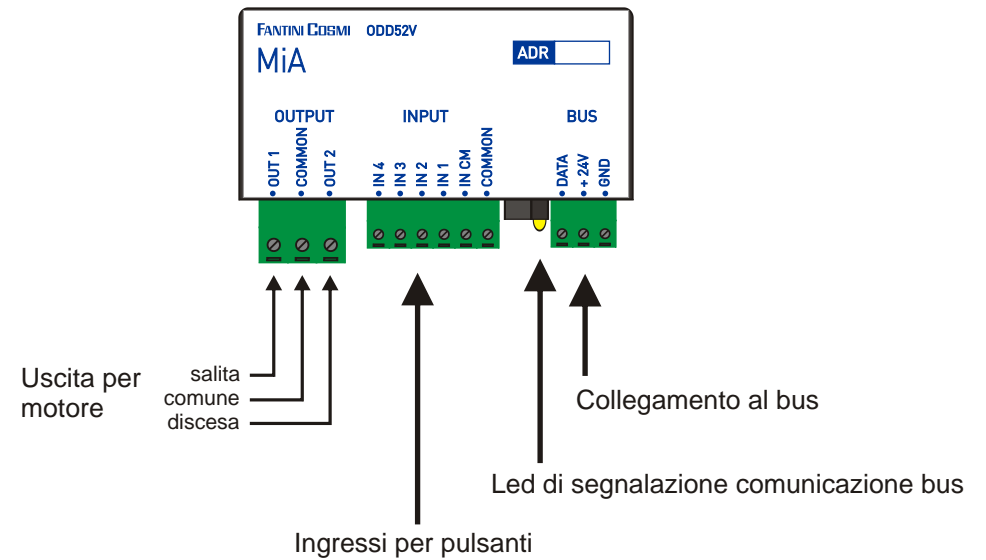 FANTINI COSMI ODD52V
MiA
ADR
OUTPUT INPUT BUS
OUT 1
COMMON
OUT 2
IN 4
IN 3
IN 2
IN 1
IN CM
COMMON
DATA
+ 24V
GND
Uscita per
motore
salita
comune
discesa
Collegamento al bus
Led di segnalazione comunicazione bus
Ingressi per pulsanti